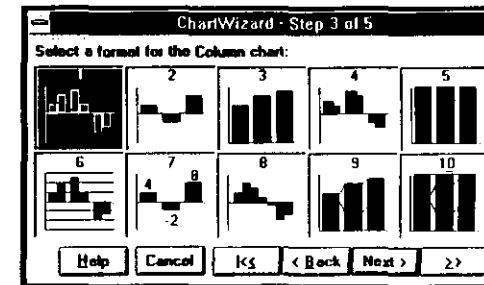 ChartWizard - Step 3 of 5
Select a format for the Column chart:
1 2 3 4 5
6 7 8 9 10
4 8
-2
Help Cancel |<< < Back Next > >>